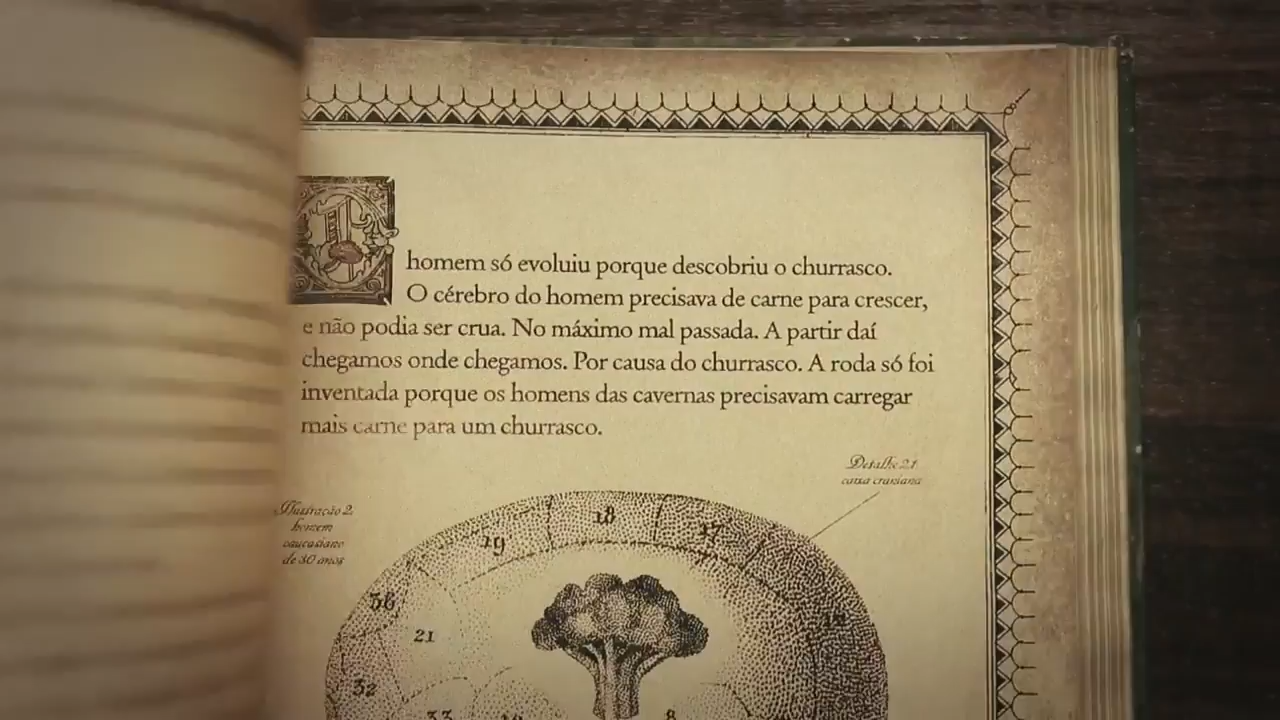 homem só evoluiu porque descobriu o churrasco.
O cérebro do homem precisava de carne para crescer,
e não podia ser crua. No máximo mal passada. A partir daí
chegamos onde chegamos. Por causa do churrasco. A roda só foi
inventada porque os homens das cavernas precisavam carregar
mais carne para um churrasco.
Detalhe 2.1
caixa craniana
Ilustração 2
homem
caucasiano
de 30 anos
18
19
17
36
21
32
33
8